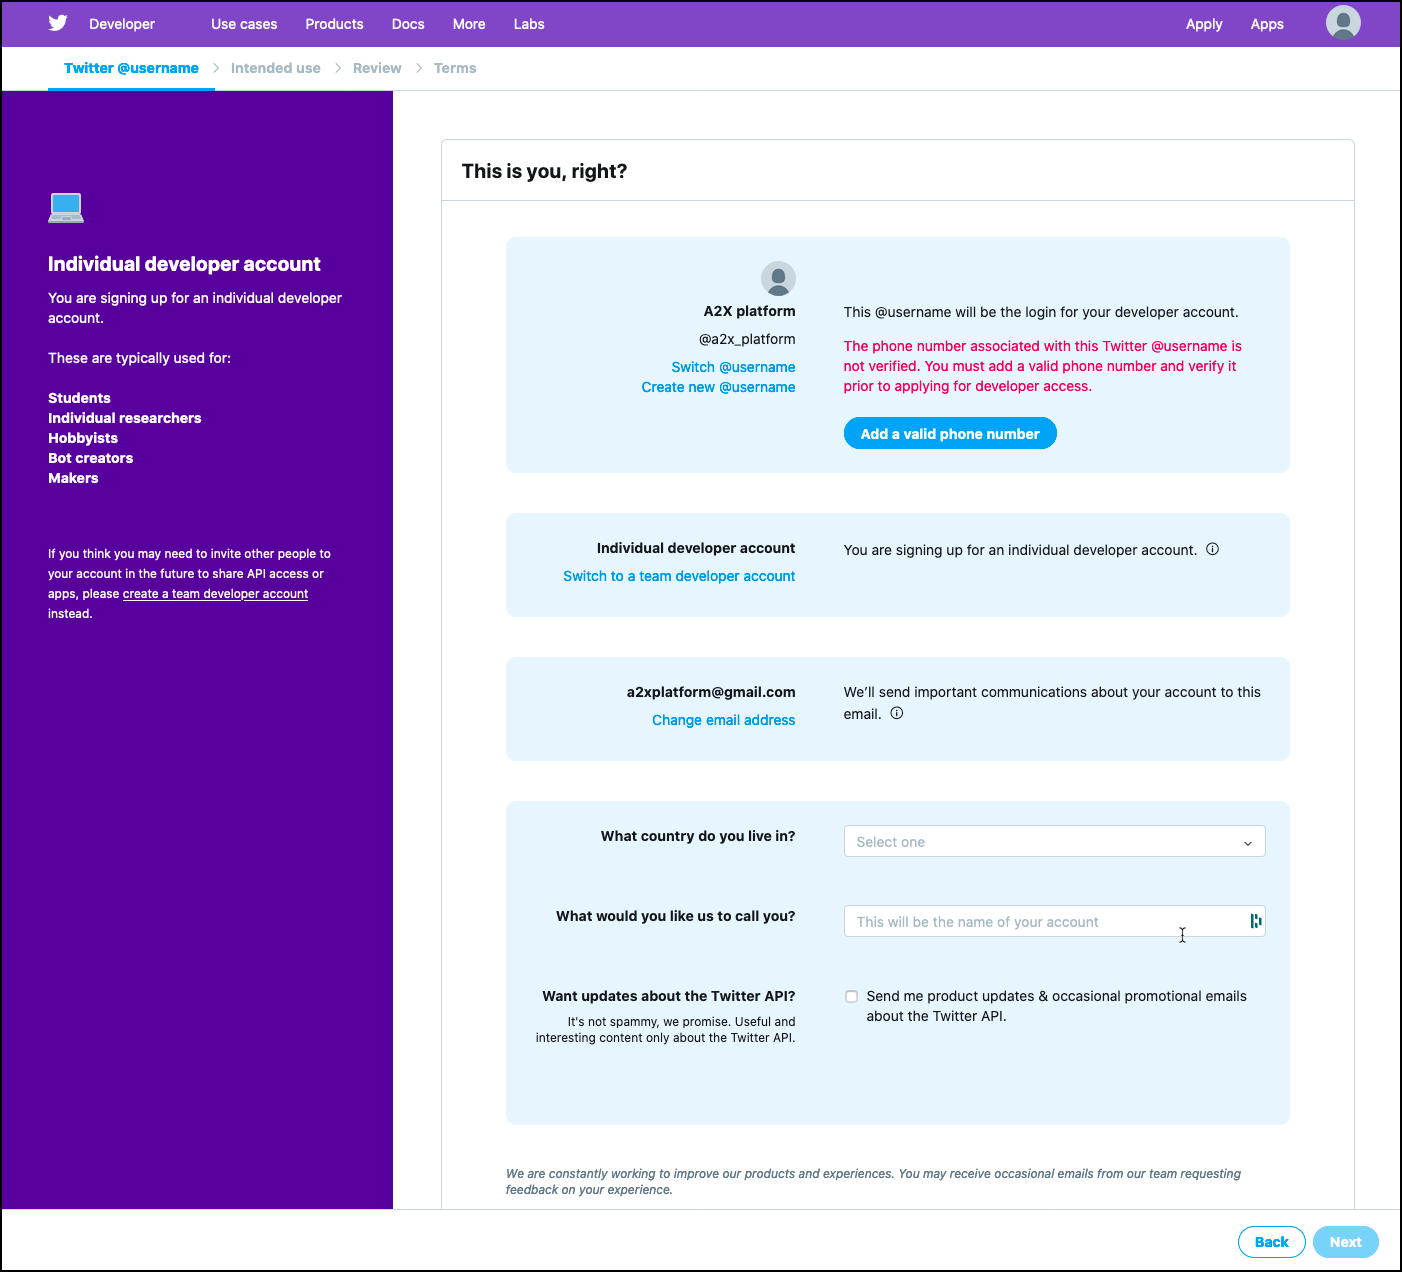 Developer Use cases Products Docs More Labs Apply Apps
Twitter @username Intended use Review Terms
Individual developer account
You are signing up for an individual developer
account.
These are typically used for:
Students
Individual researchers
Hobbyists
Bot creators
Makers
If you think you may need to invite other people to
your account in the future to share API access or
apps, please create a team developer account
instead.
This is you, right?
A2X platform
@a2x_platform
Switch @username
Create new @username
This @username will be the login for your developer account.
The phone number associated with this Twitter @username is
not verified. You must add a valid phone number and verify it
prior to applying for developer access.
Add a valid phone number
Individual developer account
Switch to a team developer account
You are signing up for an individual developer account.
a2xplatform@gmail.com
Change email address
We’ll send important communications about your account to this
email.
What country do you live in?
Select one
What would you like us to call you?
This will be the name of your account
Want updates about the Twitter API?
It's not spammy, we promise. Useful and
interesting content only about the Twitter API.
Send me product updates & occasional promotional emails
about the Twitter API.
We are constantly working to improve our products and experiences. You may receive occasional emails from our team requesting
feedback on your experience.
Back Next